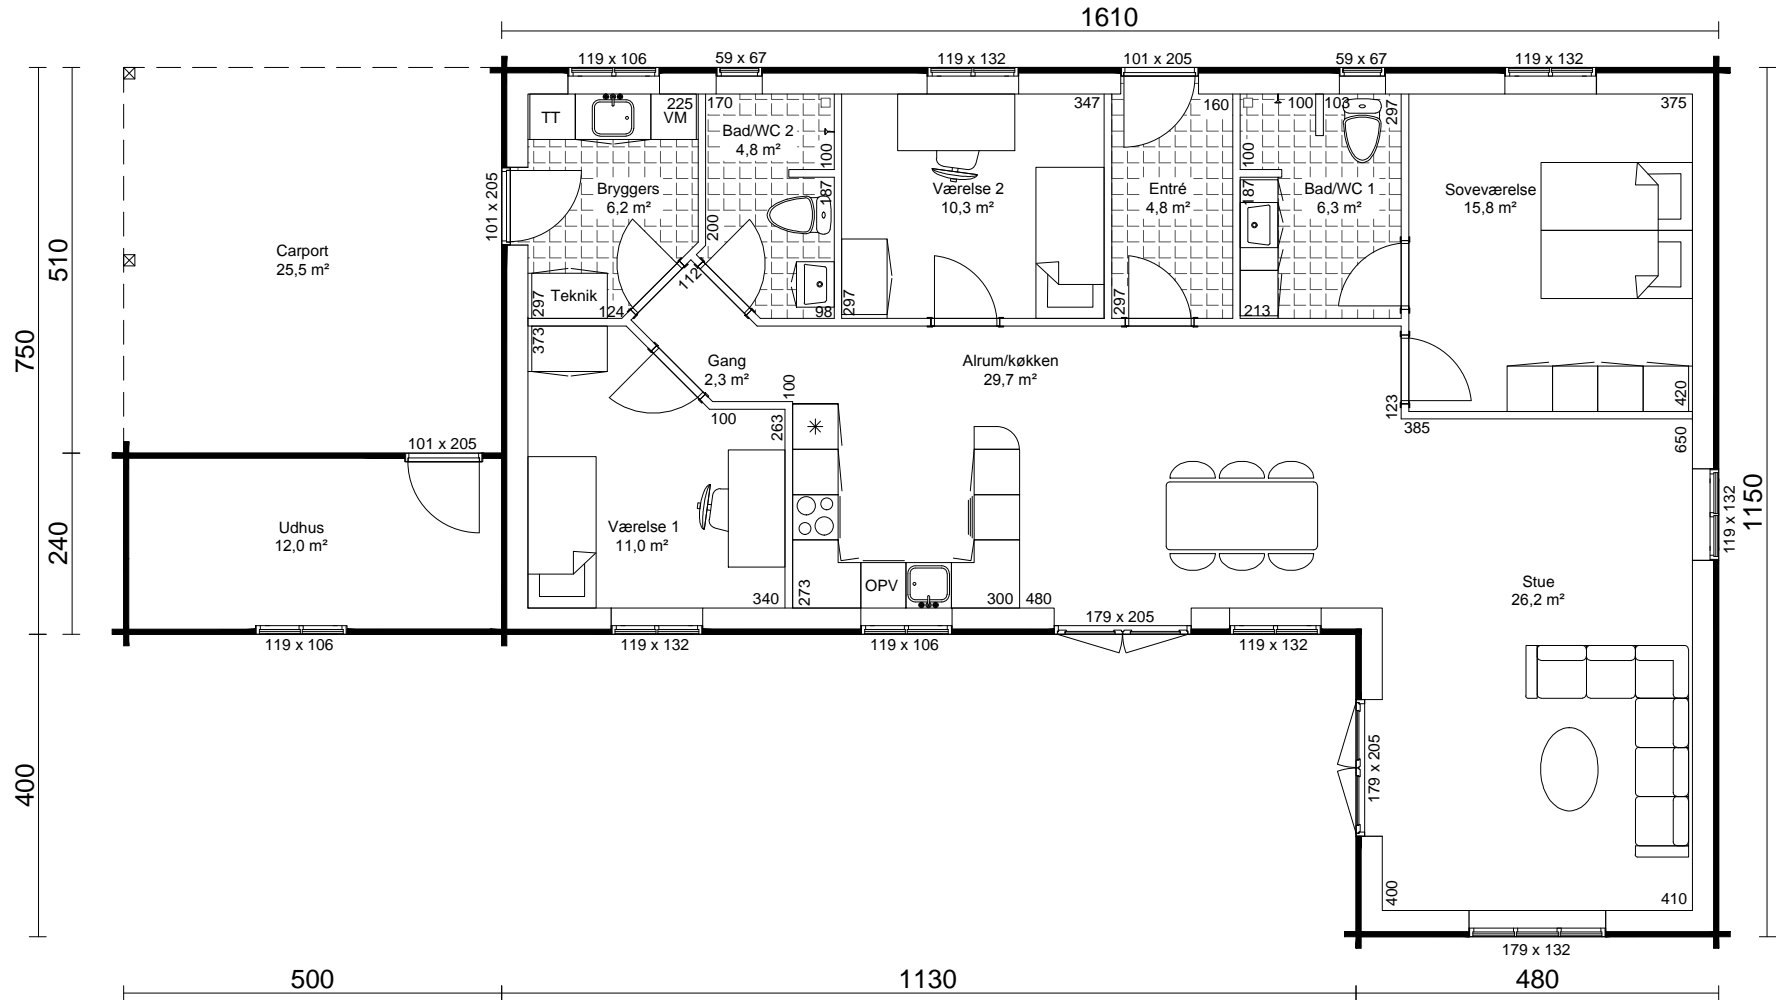 1610
119 x 106
59 x 67
119 x 132
101 x 205
59 x 67
119 x 132
TT
225
VM
170
Bad/WC 2
4,8 m²
100
347
160
100
103
297
375
101 x 205
Bryggers
6,2 m²
187
200
Værelse 2
10,3 m²
Entré
4,8 m²
100
187
Bad/WC 1
6,3 m²
Soveværelse
15,8 m²
510
Carport
25,5 m²
112
Teknik
297
124
98
297
297
213
750
373
Gang
2,3 m²
100
Alrum/køkken
29,7 m²
100
263
123
385
420
650
101 x 205
240
Udhus
12,0 m²
Værelse 1
11,0 m²
119 x 132
1150
340
273
OPV
300
480
Stue
26,2 m²
179 x 205
119 x 106
119 x 132
119 x 106
119 x 132
400
179 x 205
400
410
179 x 132
500
1130
480